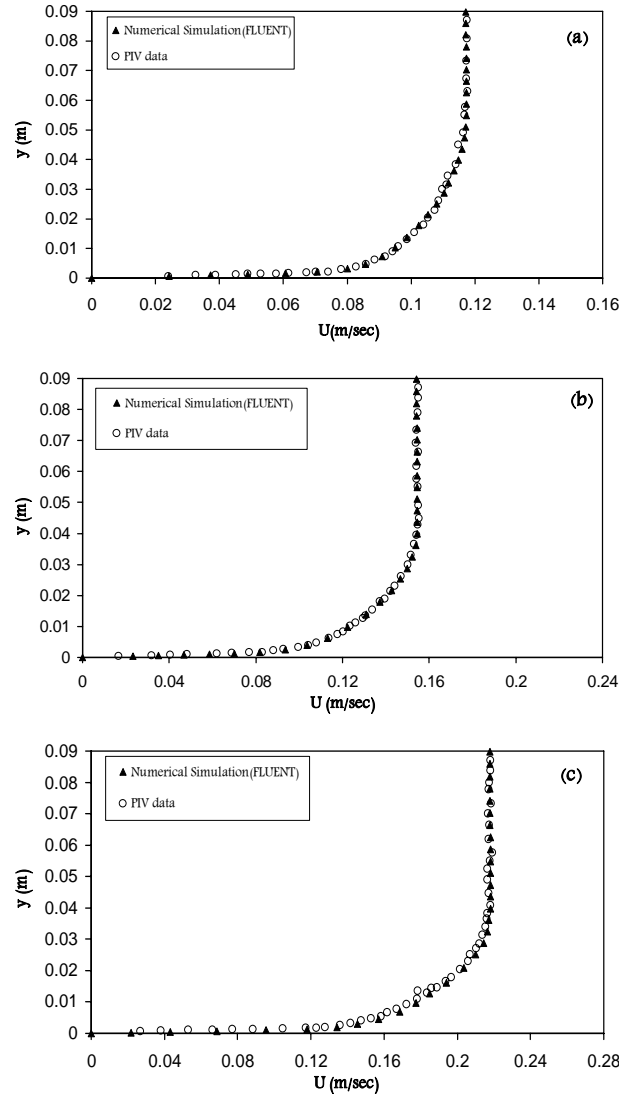 0.09
0.08
0.07
0.06
0.05
0.04
0.03
0.02
0.01
0
y (m)
Numerical Simulation(FLUENT)
PIV data
(a)
0 0.02 0.04 0.06 0.08 0.1 0.12 0.14 0.16
U(m/sec)
0.09
0.08
0.07
0.06
0.05
0.04
0.03
0.02
0.01
0
y (m)
Numerical Simulation(FLUENT)
PIV data
(b)
0 0.04 0.08 0.12 0.16 0.2 0.24
U (m/sec)
0.09
0.08
0.07
0.06
0.05
0.04
0.03
0.02
0.01
0
y (m)
Numerical Simulation(FLUENT)
PIV data
(c)
0 0.04 0.08 0.12 0.16 0.2 0.24 0.28
U (m/sec)